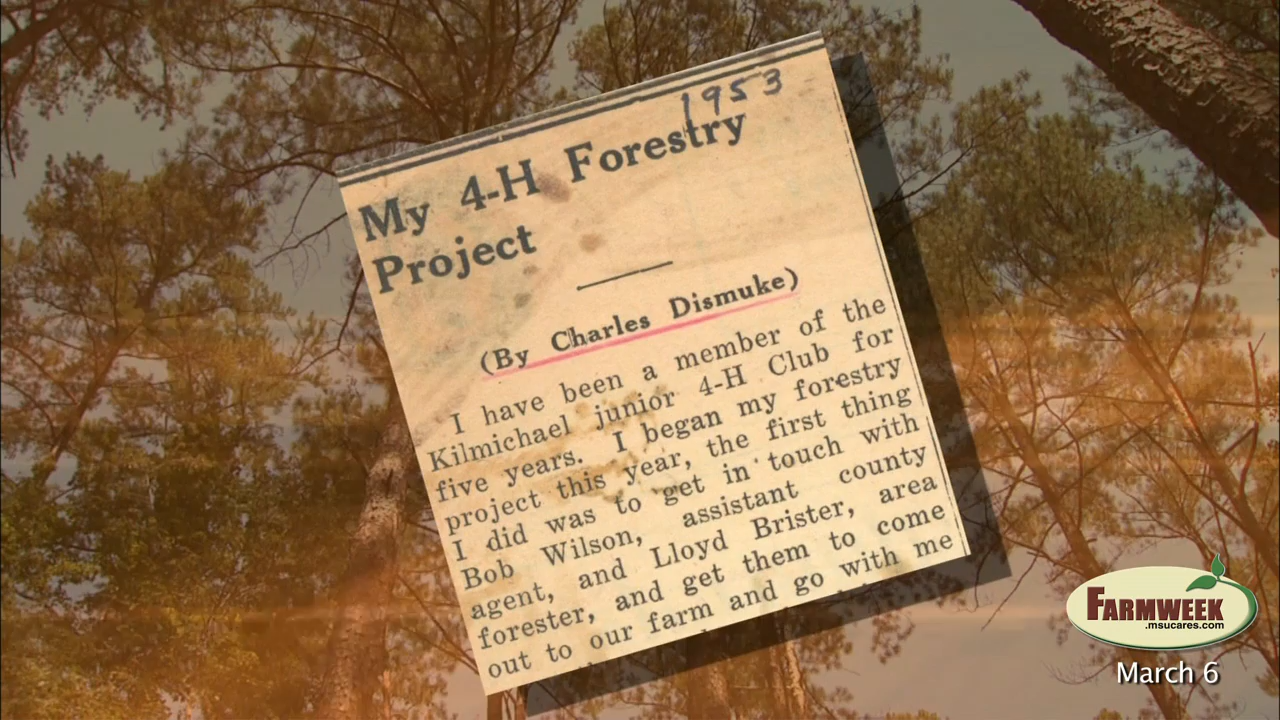 1953
My 4-H Forestry
Project
(By Charles Dismuke)
I have been a member of the
Kilmichael junior 4-H Club for
five years. I began my forestry
project this year, the first thing
I did was to get in touch with
Bob Wilson, assistant county
agent, and Lloyd Brister, area
forester, and get them to come
out to our farm and go with me
FARMWEEK
.msucares.com
March 6